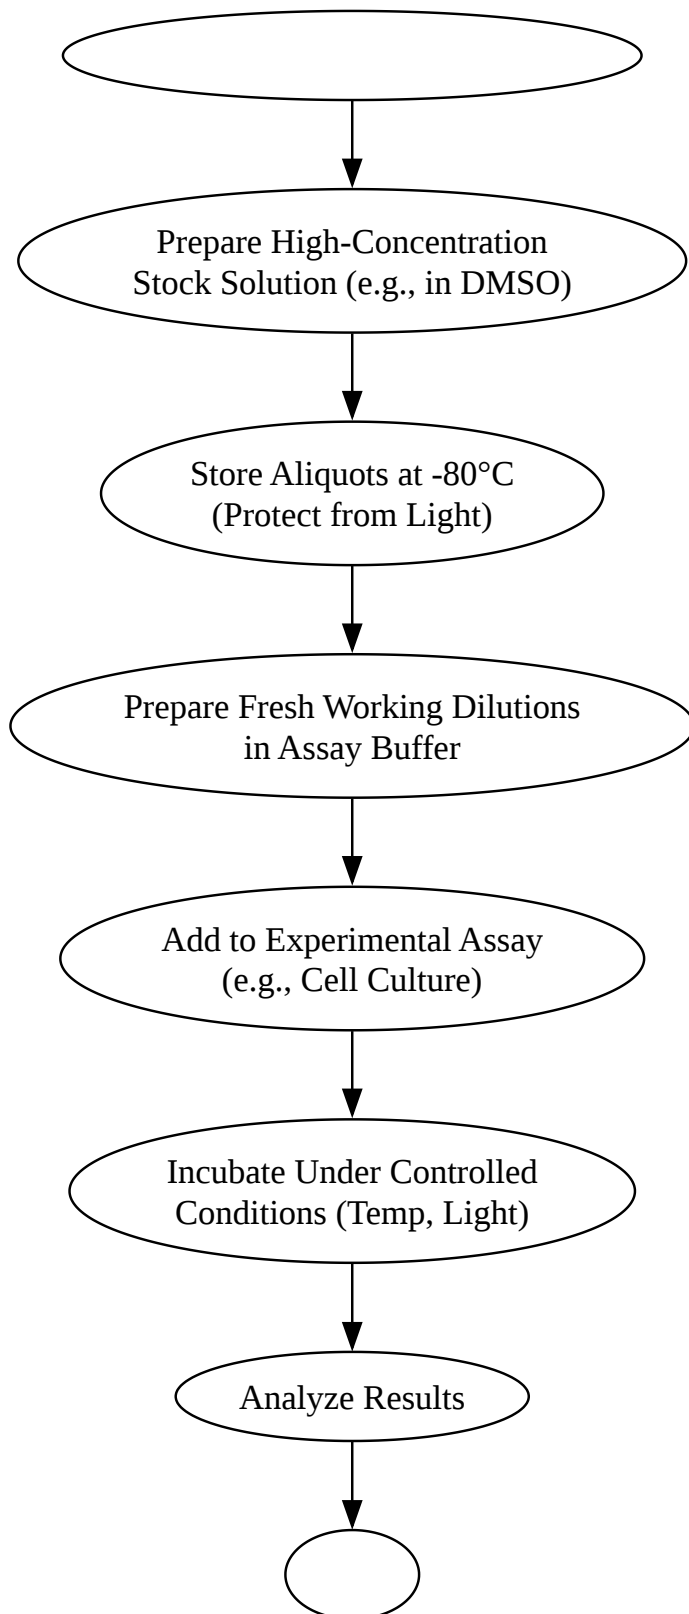 Prepare High-Concentration
Stock Solution (e.g., in DMSO)
Store Aliquots at -80°C
(Protect from Light)
Prepare Fresh Working Dilutions
in Assay Buffer
Add to Experimental Assay
(e.g., Cell Culture)
Incubate Under Controlled
Conditions (Temp, Light)
Analyze Results